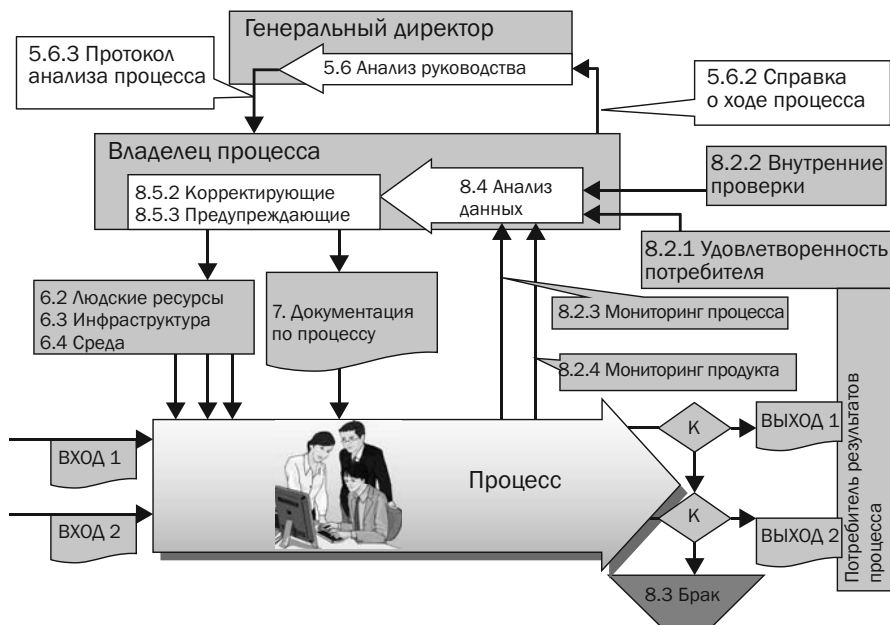 Генеральный директор
5.6.3 Протокол
анализа процесса
5.6 Анализ руководства
5.6.2 Справка
о ходе процесса
Владелец процесса
8.5.2 Корректирующие
8.5.3 Предупреждающие
8.4 Анализ
данных
8.2.2 Внутренние
проверки
8.2.1 Удовлетворенность
потребителя
6.2 Людские ресурсы
6.3 Инфраструктура
6.4 Среда
7. Документация
по процессу
8.2.3 Мониторинг процесса
8.2.4 Мониторинг продукта
ВХОД 1
ВХОД 2
Процесс
К
ВЫХОД 1
К
ВЫХОД 2
8.3 Брак
Потребитель результатов
процесса